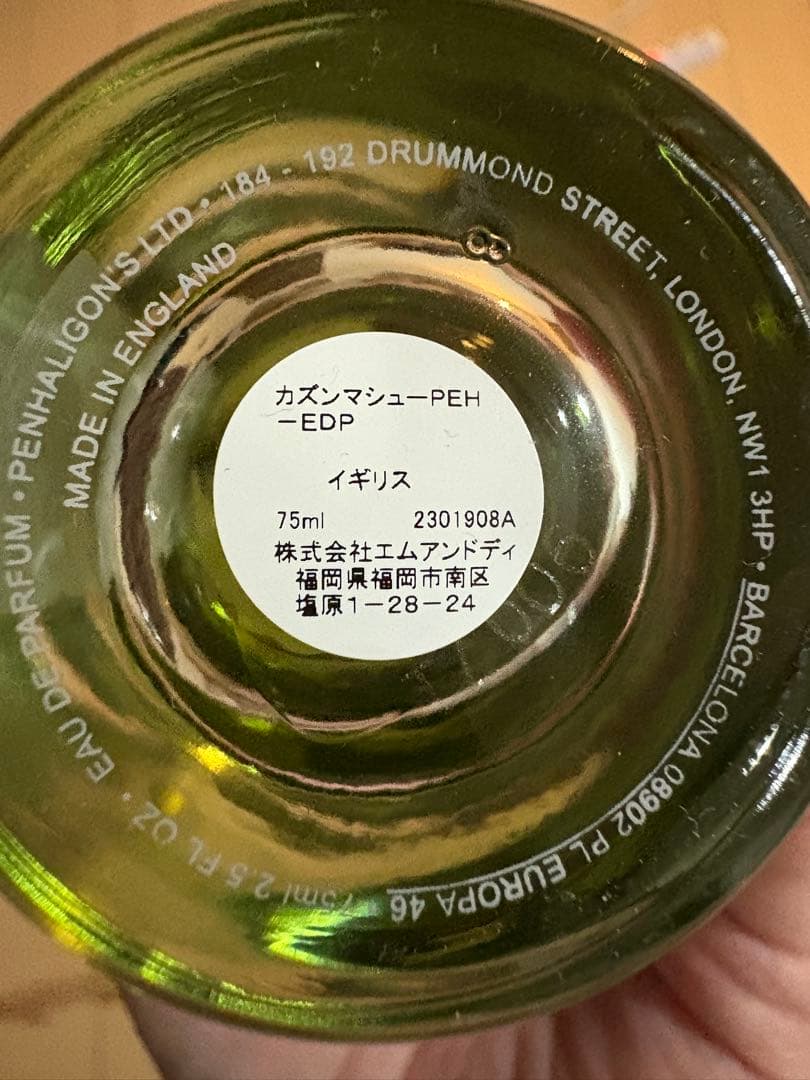 EAU DE PARFUM • PENHALIGON'S LTD • 184 - 192 DRUMMOND STREET, LONDON, NW1 3HP • BARCELONA 08902 PL EUROPA 46
75ml 2.5 FL OZ •
MADE IN ENGLAND
8
カズンマシューPEH
ーEDP
イギリス
75ml 2301908A
株式会社エムアンドディ
福岡県福岡市南区
塩原1ー28ー24